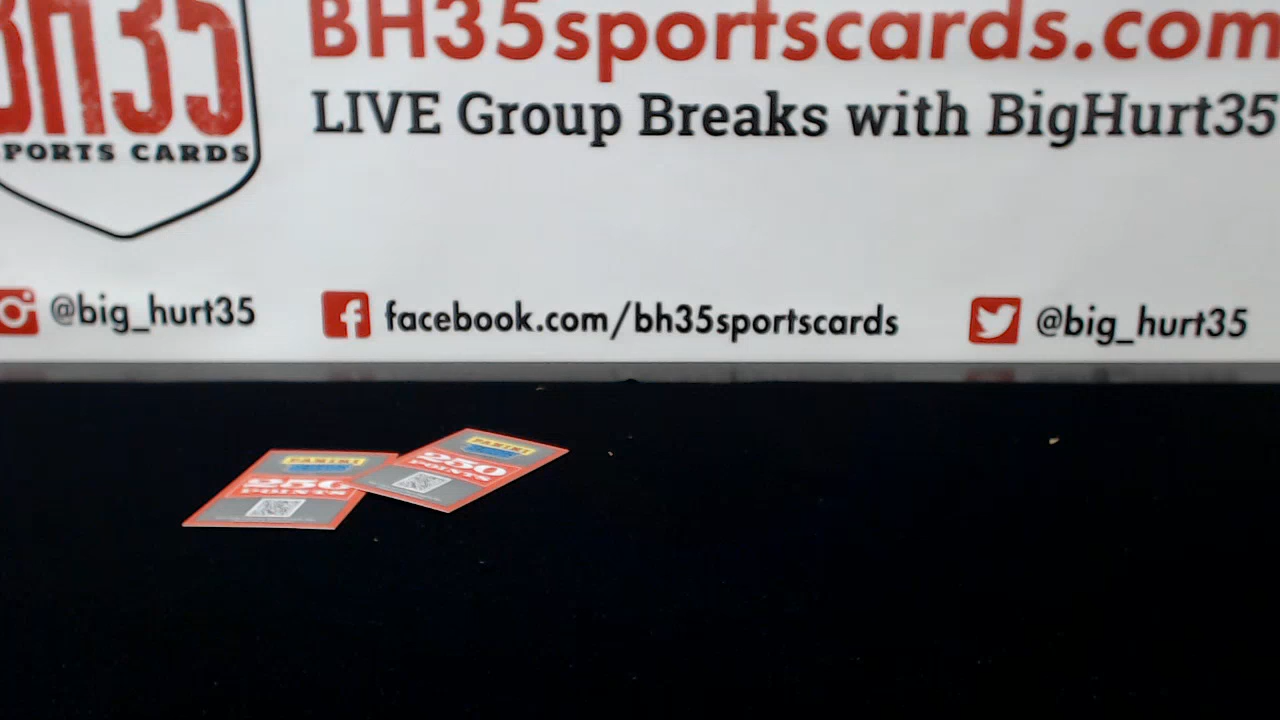 BH35
SPORTS CARDS
BH35sportscards.com
LIVE Group Breaks with BigHurt35
@big_hurt35
facebook.com/bh35sportscards
@big_hurt35
PANINI
250
POINTS
PANINI
250
POINTS